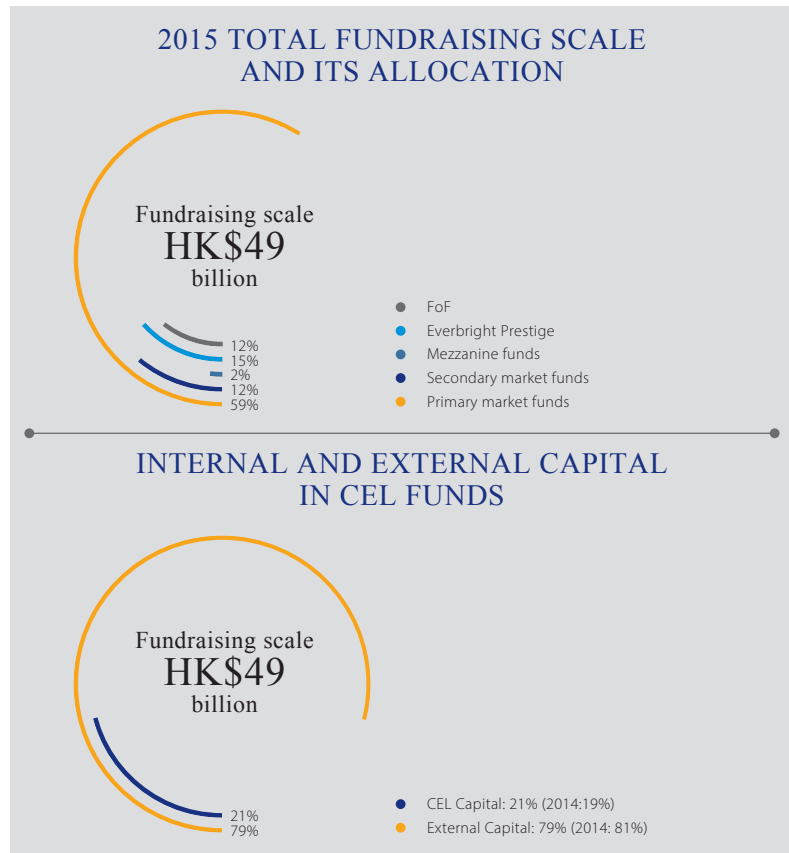 2015 TOTAL FUNDRAISING SCALE
AND ITS ALLOCATION
Fundraising scale
HK$49
billion
12%
15%
2%
12%
59%
FoF
Everbright Prestige
Mezzanine funds
Secondary market funds
Primary market funds
INTERNAL AND EXTERNAL CAPITAL
IN CEL FUNDS
Fundraising scale
HK$49
billion
21%
79%
CEL Capital: 21% (2014:19%)
External Capital: 79% (2014: 81%)